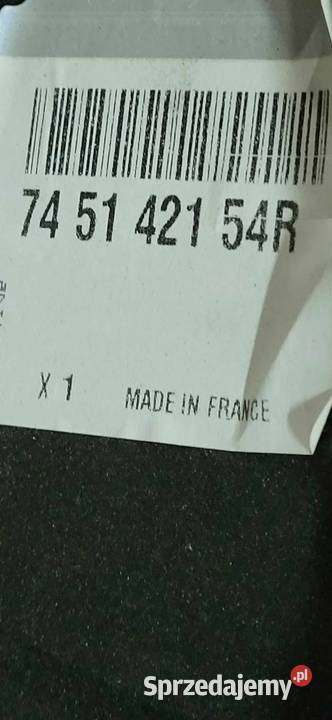 74 51 421 54R
X 1
MADE IN FRANCE
Sprzedajemy.pl